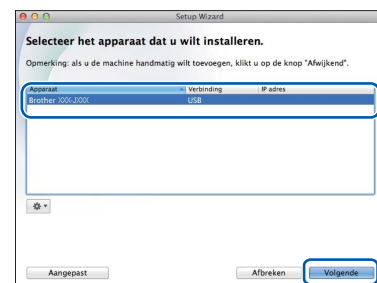 Setup Wizard
Selecteer het apparaat dat u wilt installeren.
Opmerking: als u de machine handmatig wilt toevoegen, klikt u op de knop "Afwijkend".
Apparaat Verbinding IP adres
Brother XXX-JXXX USB
Aangepast Afbreken Volgende